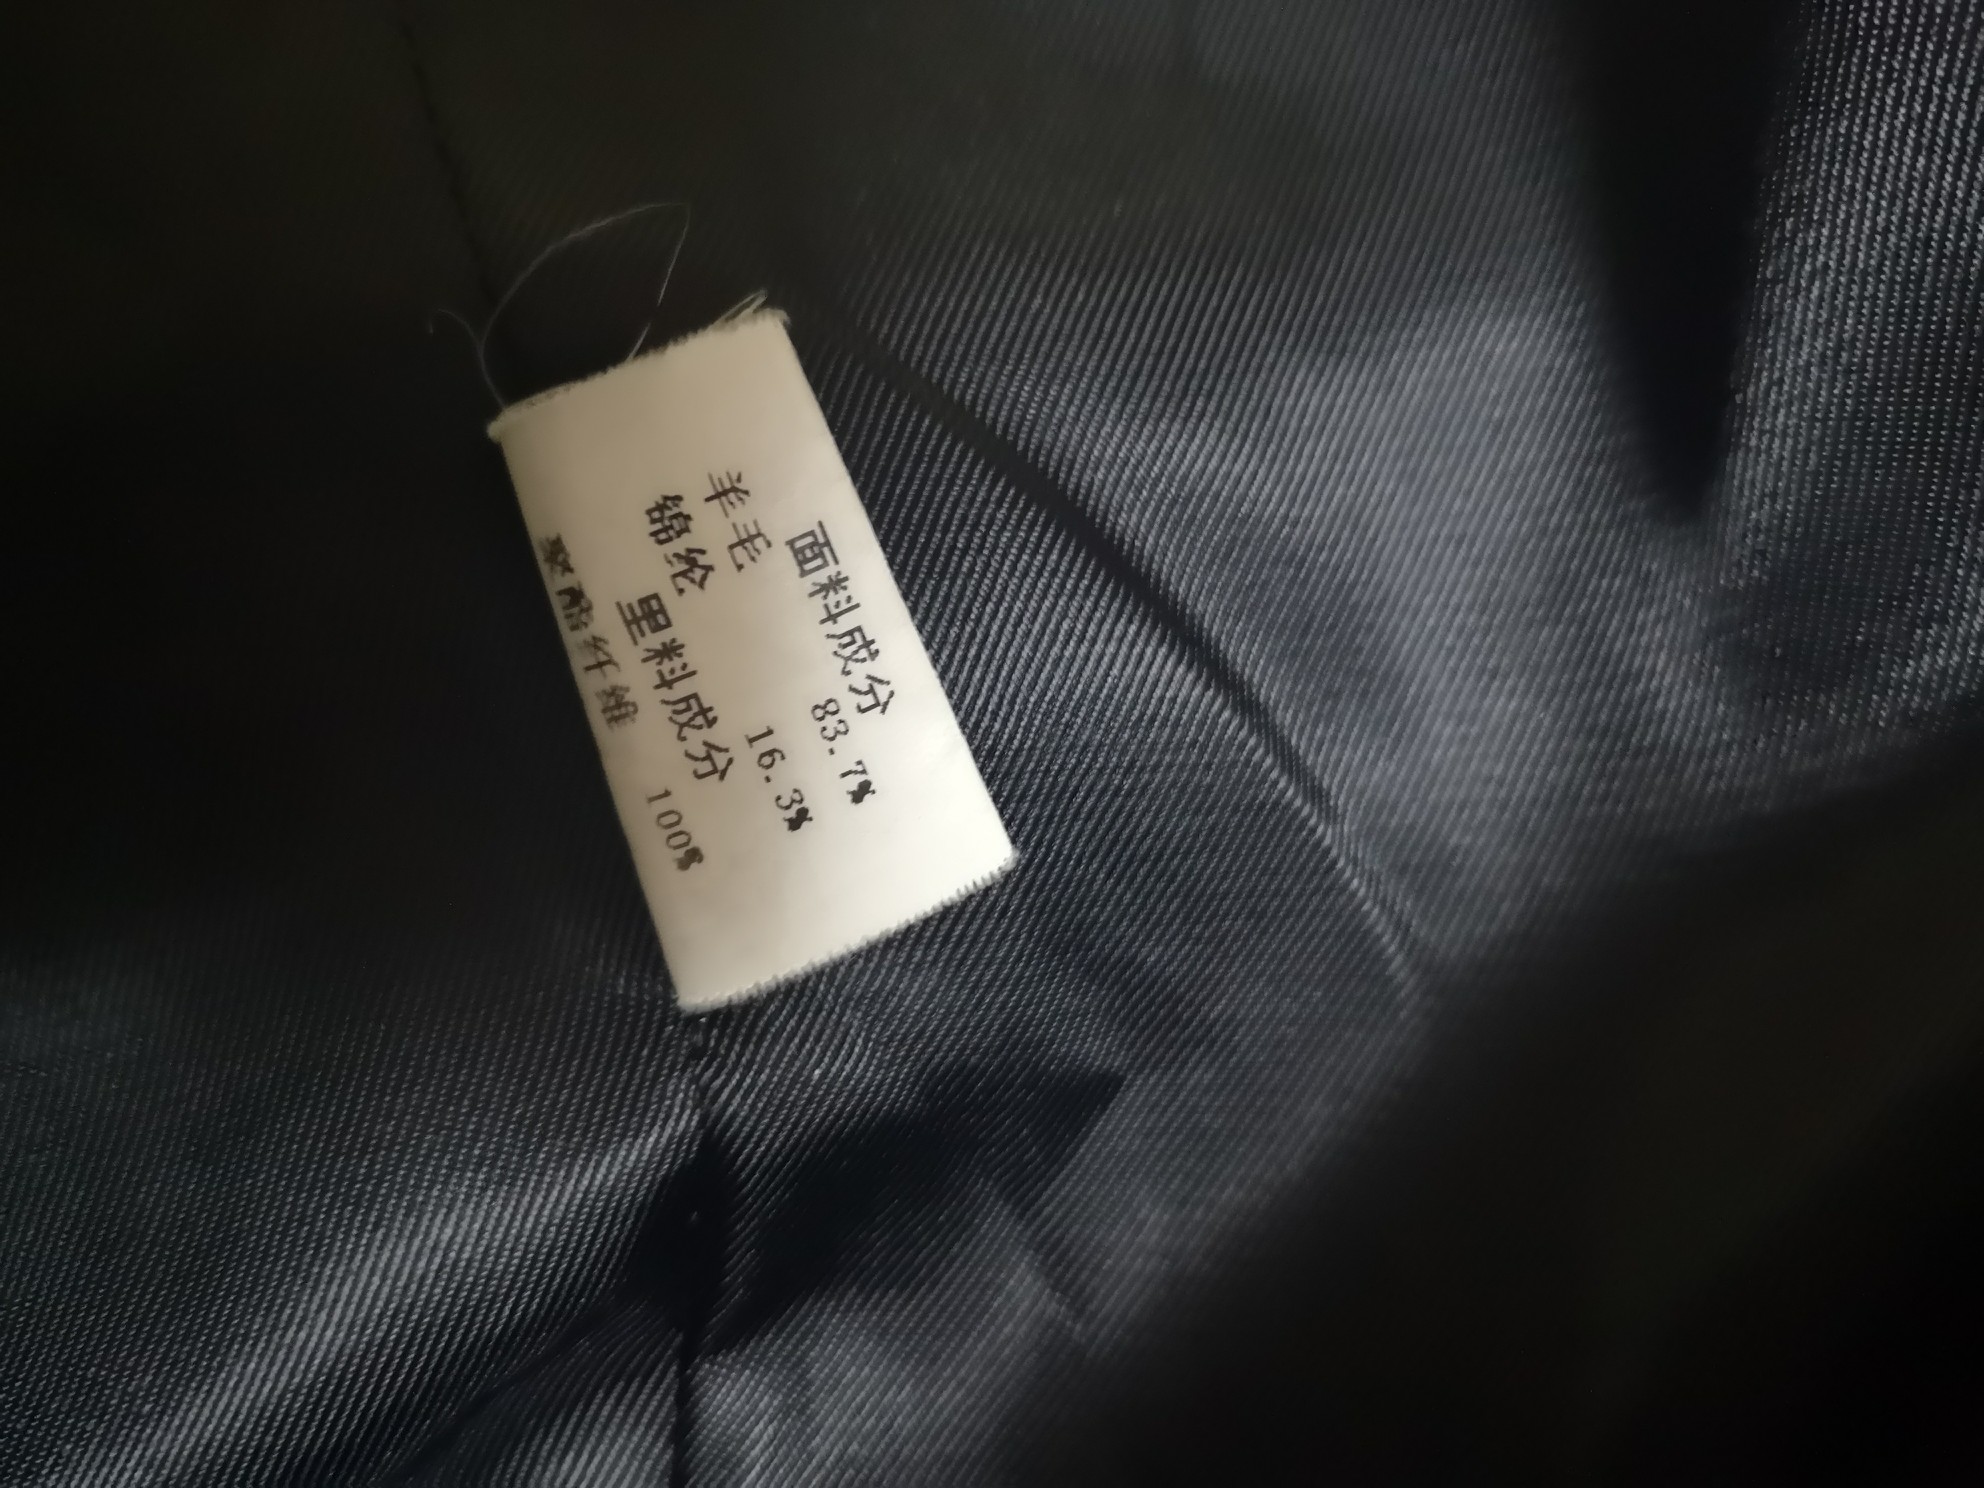 面料成分
羊毛 83.7%
锦纶 16.3%
里料成分
聚酯纤维 100%